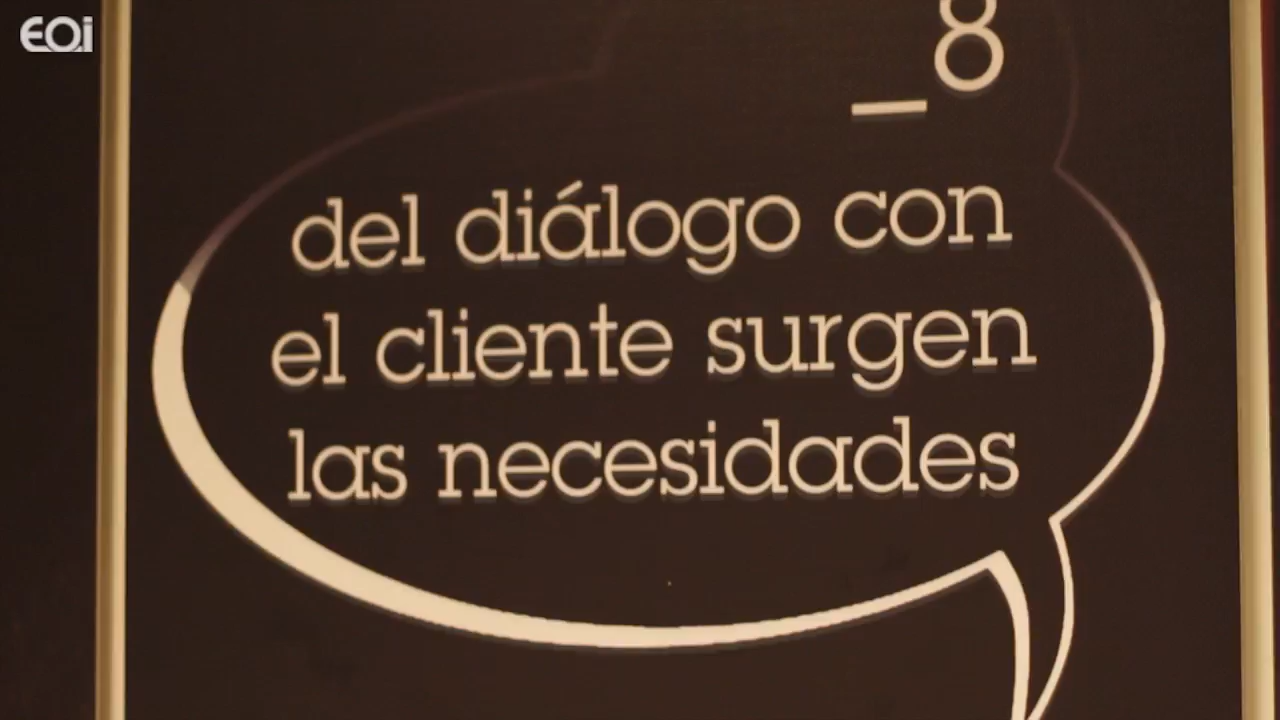 EOi
_8
del diálogo con
el cliente surgen
las necesidades